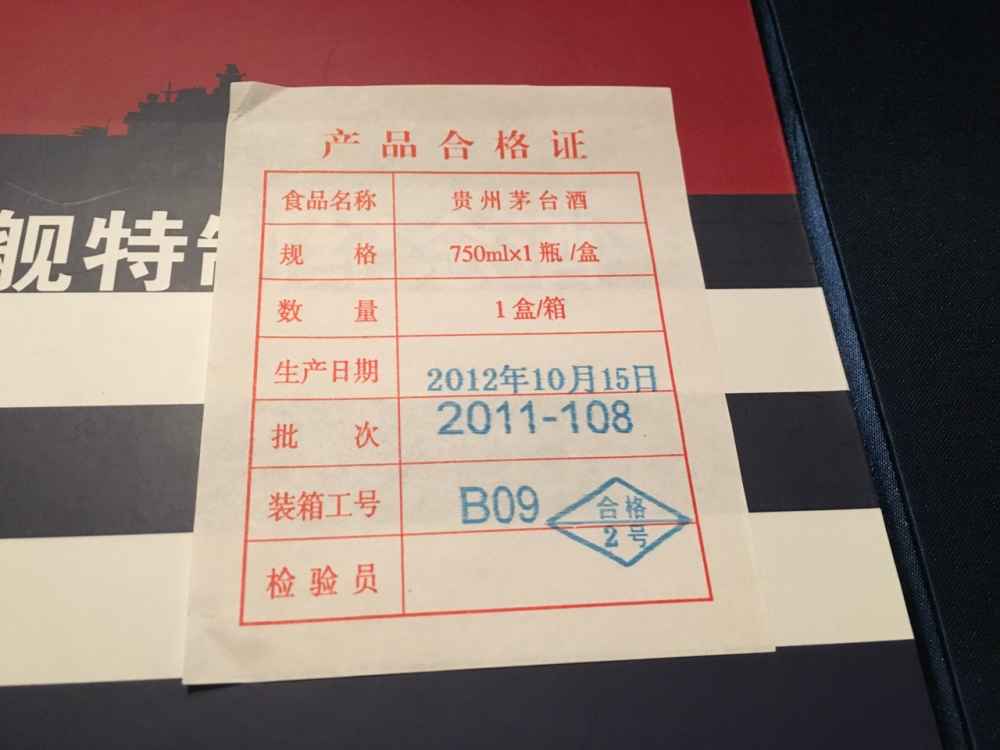 产品合格证
食品名称 贵州茅台酒
规格 750ml×1瓶/盒
数量 1盒/箱
生产日期 2012年10月15日
批次 2011-108
装箱工号 B09
检验员 合格
2号
舰特制